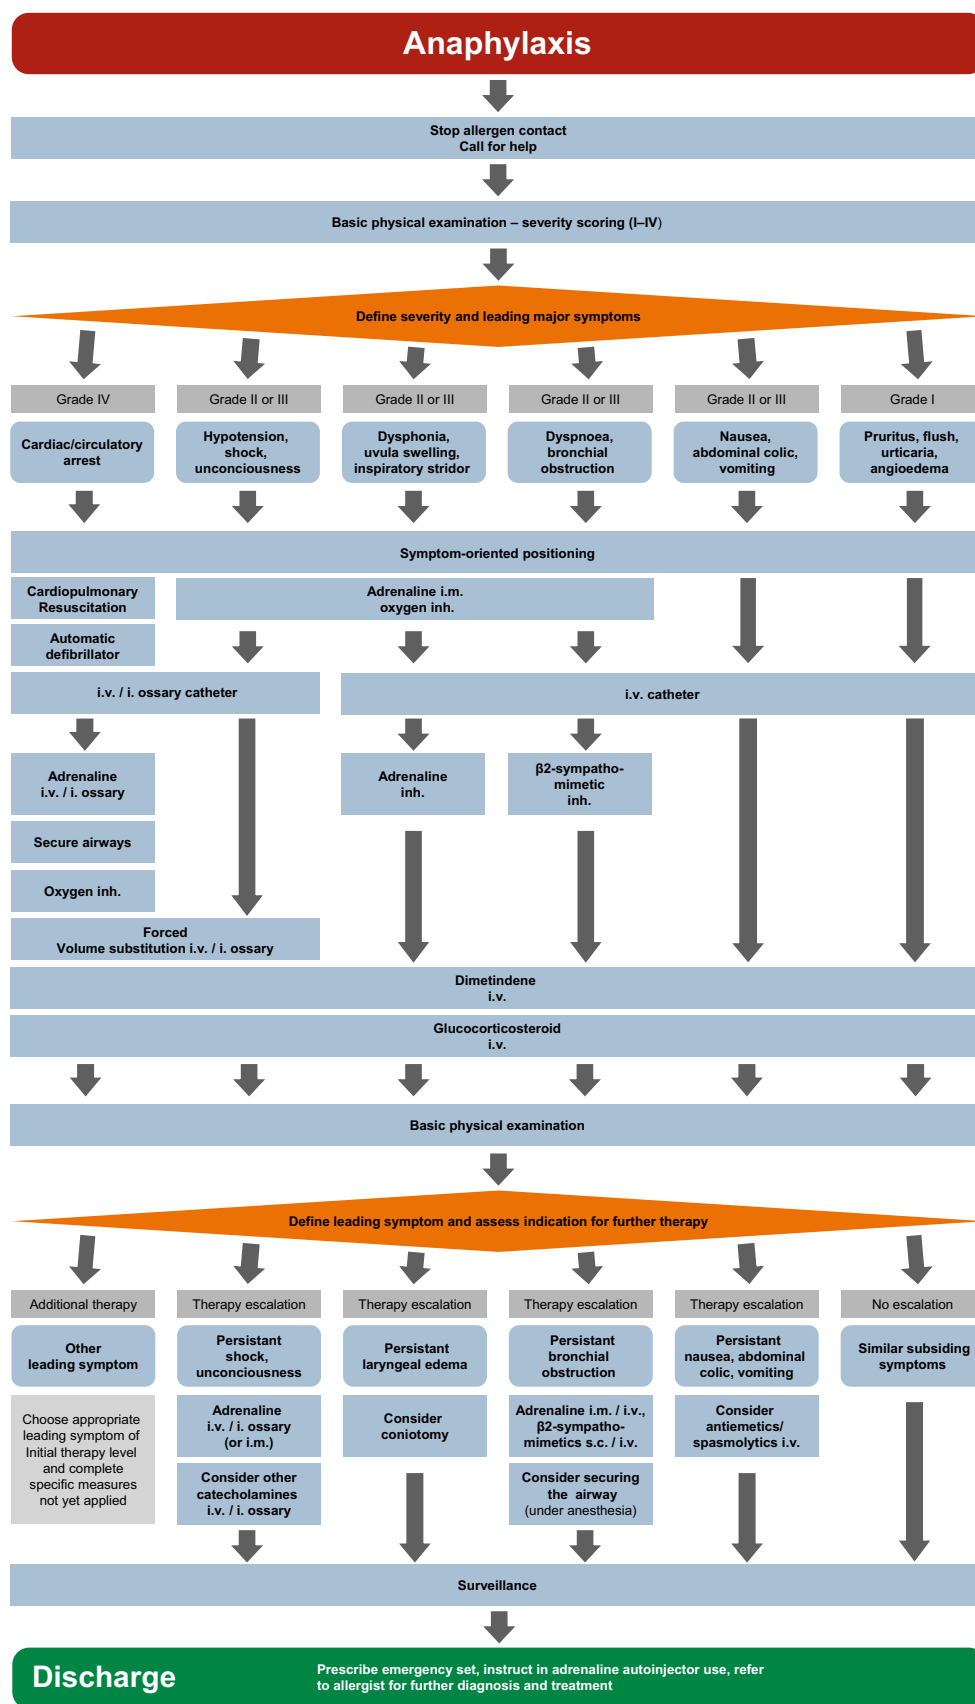 Anaphylaxis
Stop allergen contact
Call for help
Basic physical examination – severity scoring (I–IV)
Define severity and leading major symptoms
Grade IV
Grade II or III
Grade II or III
Grade II or III
Grade II or III
Grade I
Cardiac/circulatory
arrest
Hypotension,
shock,
unconciousness
Dysphonia,
uvula swelling,
inspiratory stridor
Dyspnoea,
bronchial
obstruction
Nausea,
abdominal colic,
vomiting
Pruritus, flush,
urticaria,
angioedema
Symptom-oriented positioning
Cardiopulmonary
Resuscitation
Adrenaline i.m.
oxygen inh.
Automatic
defibrillator
i.v. / i. ossary catheter
i.v. catheter
Adrenaline
i.v. / i. ossary
Adrenaline
inh.
β2-sympatho-
mimetic
inh.
Secure airways
Oxygen inh.
Forced
Volume substitution i.v. / i. ossary
Dimetindene
i.v.
Glucocorticosteroid
i.v.
Basic physical examination
Define leading symptom and assess indication for further therapy
Additional therapy
Therapy escalation
Therapy escalation
Therapy escalation
Therapy escalation
No escalation
Other
leading symptom
Persistant
shock,
unconciousness
Persistant
laryngeal edema
Persistant
bronchial
obstruction
Persistant
nausea, abdominal
colic, vomiting
Similar subsiding
symptoms
Choose appropriate
leading symptom of
Initial therapy level
and complete
specific measures
not yet applied
Adrenaline
i.v. / i. ossary
(or i.m.)
Consider
coniotomy
Adrenaline i.m. / i.v.,
β2-sympatho-
mimetics s.c. / i.v.
Consider
antiemetics/
spasmolytics i.v.
Consider other
catecholamines
i.v. / i. ossary
Consider securing
the airway
(under anesthesia)
Surveillance
Discharge
Prescribe emergency set, instruct in adrenaline autoinjector use, refer
to allergist for further diagnosis and treatment